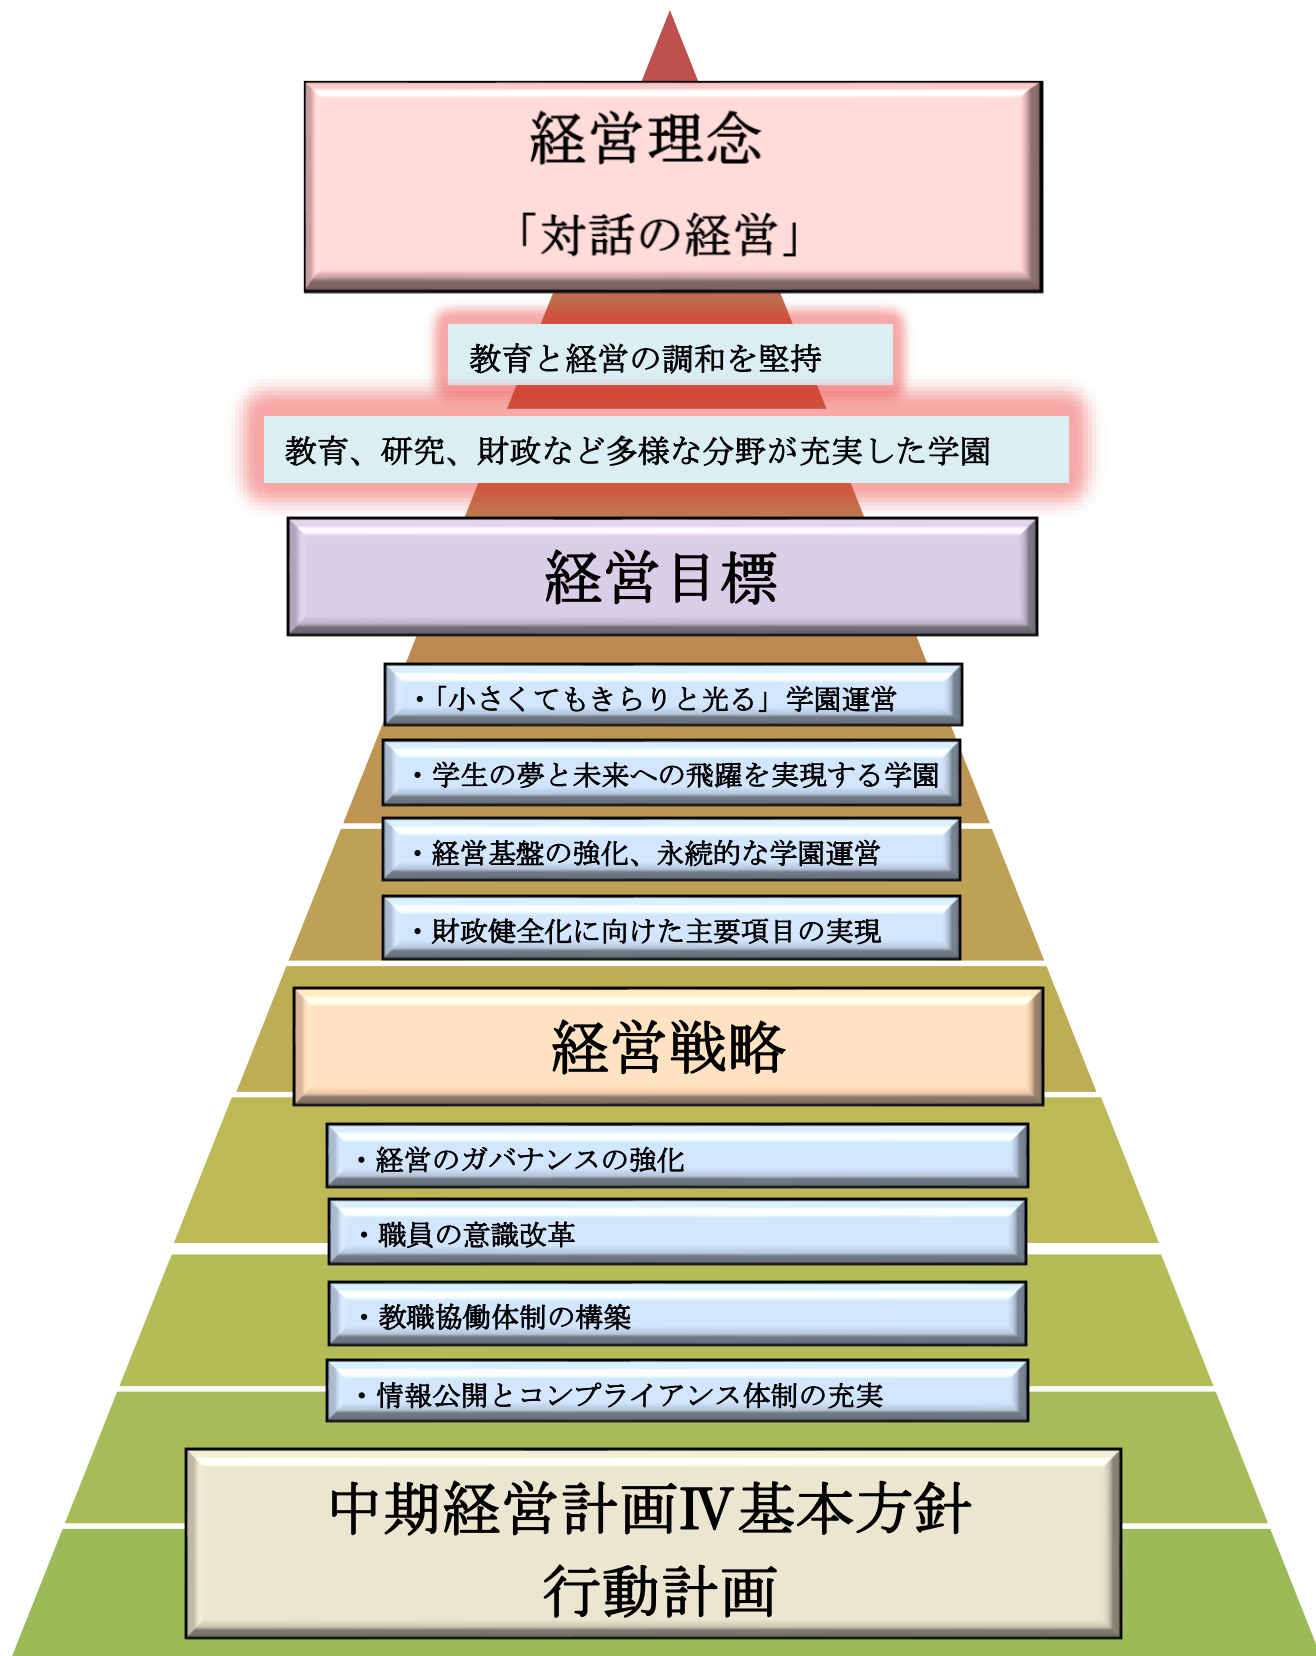 経営理念
「対話の経営」
教育と経営の調和を堅持
教育、研究、財政など多様な分野が充実した学園
経営目標
・「小さくてもきらりと光る」学園運営
・学生の夢と未来への飛躍を実現する学園
・経営基盤の強化、永続的な学園運営
・財政健全化に向けた主要項目の実現
経営戦略
・経営のガバナンスの強化
・職員の意識改革
・教職協働体制の構築
・情報公開とコンプライアンス体制の充実
中期経営計画Ⅳ基本方針
行動計画